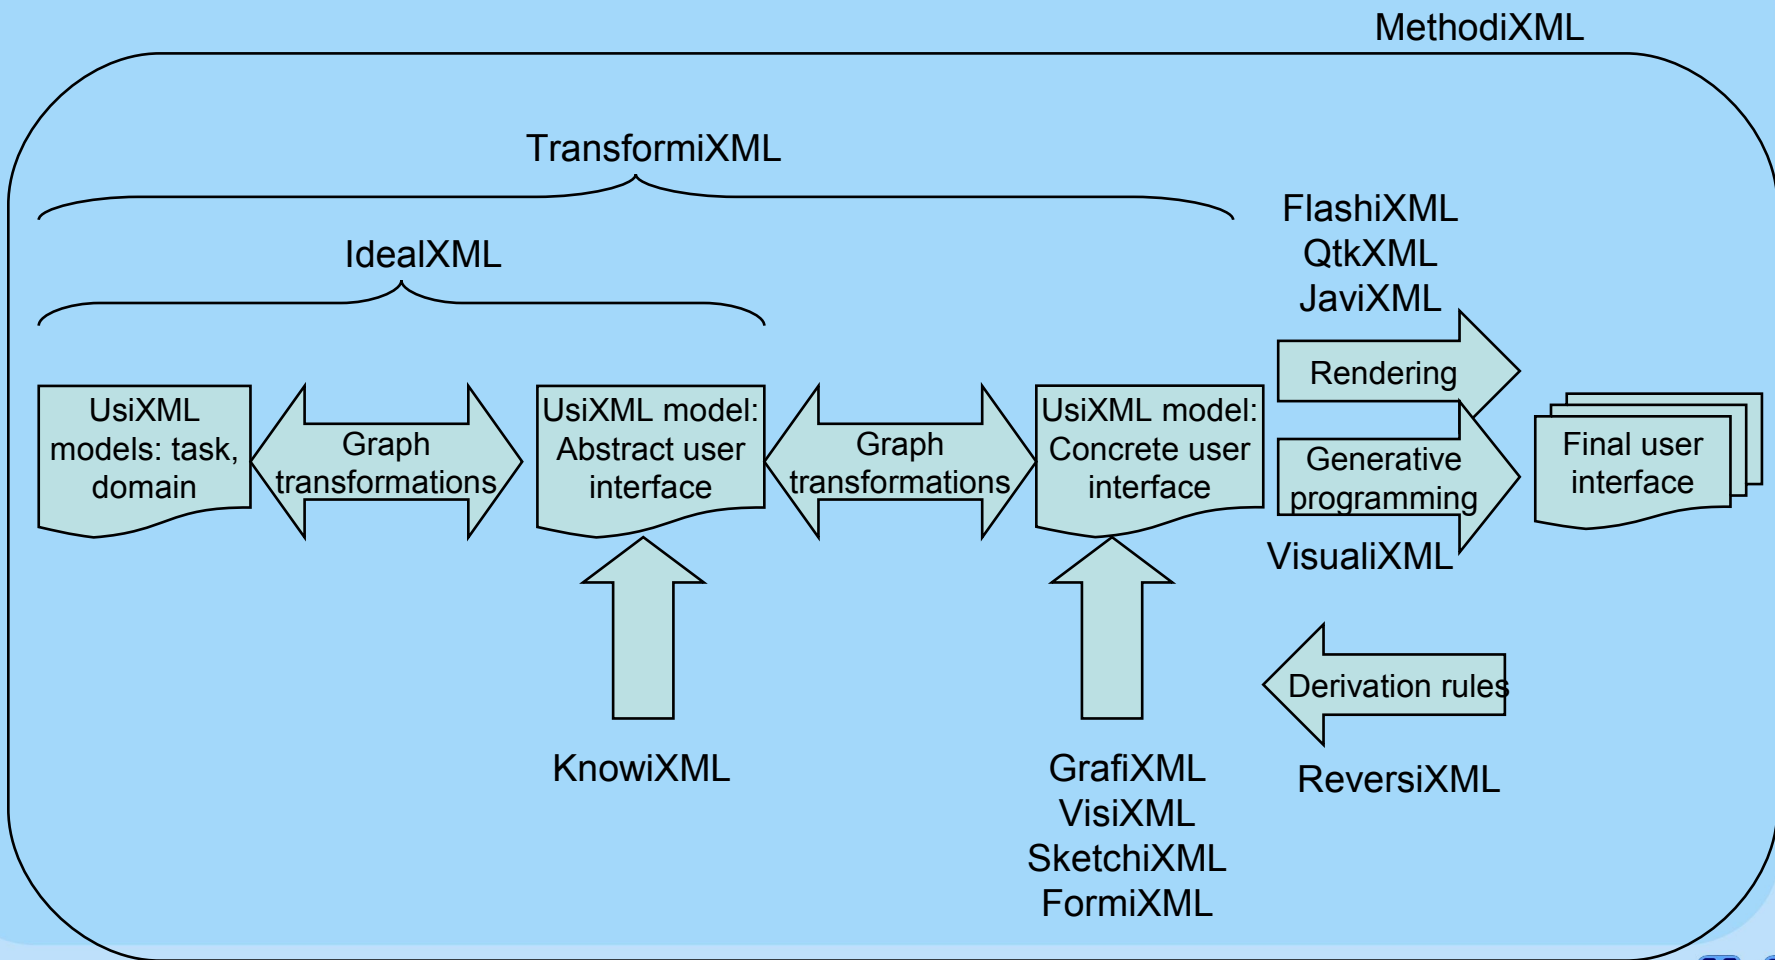 MethodiXML
TransformiXML
IdealXML
FlashiXML
QtkXML
JaviXML
UsiXML
models: task,
domain
Graph
transformations
UsiXML model:
Abstract user
interface
Graph
transformations
UsiXML model:
Concrete user
interface
Rendering
Generative
programming
Final user
interface
VisualiXML
Derivation rules
KnowiXML
GrafiXML
VisiXML
SketchiXML
FormiXML
ReversiXML